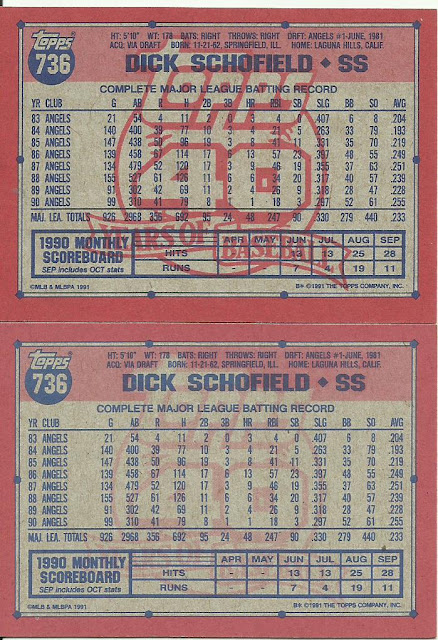 topps
736
HT: 5'10" WT: 178 BATS: RIGHT THROWS: RIGHT DRFT: ANGELS #1-JUNE, 1981
ACQ: VIA DRAFT BORN: 11-21-62, SPRINGFIELD, ILL. HOME: LAGUNA HILLS, CALIF.
DICK SCHOFIELD ♦ SS
COMPLETE MAJOR LEAGUE BATTING RECORD
YR CLUB G AB R H 2B 3B HR RBI SB SLG BB SO AVG
83 ANGELS 21 54 4 11 2 0 3 4 0 .407 6 8 .204
84 ANGELS 140 400 39 77 10 3 4 21 5 .263 33 79 .193
85 ANGELS 147 438 50 96 19 3 8 41 11 .331 35 70 .219
86 ANGELS 139 458 67 114 17 6 13 57 23 .397 48 55 .249
87 ANGELS 134 479 52 120 17 3 9 46 19 .355 37 63 .251
88 ANGELS 155 527 61 126 11 6 6 34 20 .317 40 57 .239
89 ANGELS 91 302 42 69 11 2 4 26 9 .318 28 47 .228
90 ANGELS 99 310 41 79 8 1 1 18 3 .297 52 61 .255
MAJ. LEA. TOTALS 926 2968 356 692 95 24 48 247 90 .330 279 440 .233
topps
40
YEARS OF BASEBALL
1990 MONTHLY SCOREBOARD
SEP includes OCT stats
APR MAY JUN JUL AUG SEP
HITS - - 13 13 25 28
RUNS - - 7 4 19 11
©MLB & MLBPA 1991
B* ©1991 THE TOPPS COMPANY, INC.
topps
736
HT: 5'10" WT: 178 BATS: RIGHT THROWS: RIGHT DRFT: ANGELS #1-JUNE, 1981
ACQ: VIA DRAFT BORN: 11-21-62, SPRINGFIELD, ILL. HOME: LAGUNA HILLS, CALIF.
DICK SCHOFIELD ♦ SS
COMPLETE MAJOR LEAGUE BATTING RECORD
YR CLUB G AB R H 2B 3B HR RBI SB SLG BB SO AVG
83 ANGELS 21 54 4 11 2 0 3 4 0 .407 6 8 .204
84 ANGELS 140 400 39 77 10 3 4 21 5 .263 33 79 .193
85 ANGELS 147 438 50 96 19 3 8 41 11 .331 35 70 .219
86 ANGELS 139 458 67 114 17 6 13 57 23 .397 48 55 .249
87 ANGELS 134 479 52 120 17 3 9 46 19 .355 37 63 .251
88 ANGELS 155 527 61 126 11 6 6 34 20 .317 40 57 .239
89 ANGELS 91 302 42 69 11 2 4 26 9 .318 28 47 .228
90 ANGELS 99 310 41 79 8 1 1 18 3 .297 52 61 .255
MAJ. LEA. TOTALS 926 2968 356 692 95 24 48 247 90 .330 279 440 .233
1990 MONTHLY SCOREBOARD
SEP includes OCT stats
APR MAY JUN JUL AUG SEP
HITS - - 13 13 25 28
RUNS - - 7 4 19 11
©MLB & MLBPA 1991
B* ©1991 THE TOPPS COMPANY, INC.